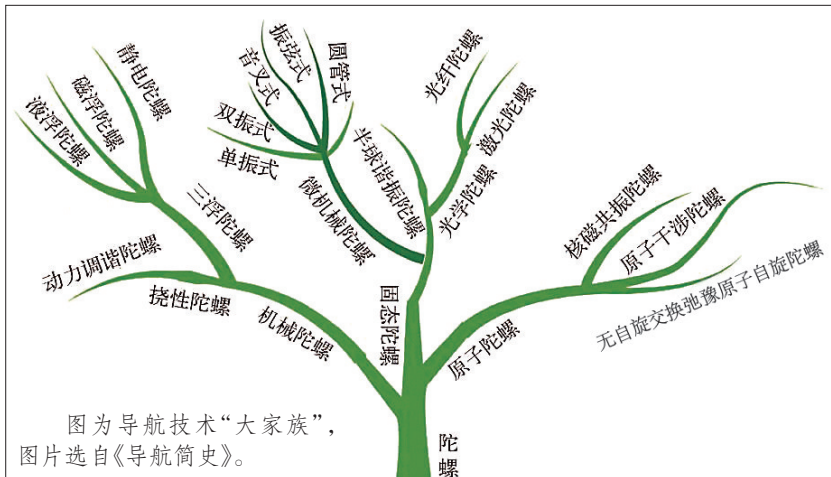 静电陀螺
磁浮陀螺
液浮陀螺
三浮陀螺
动力调谐陀螺
挠性陀螺
机械陀螺
圆管式
振弦式
音叉式
双振式
单振式
微机械陀螺
半球谐振陀螺
光纤陀螺
激光陀螺
光学陀螺
固态陀螺
核磁共振陀螺
原子干涉陀螺
无自旋交换弛豫原子自旋陀螺
原子陀螺
陀螺
图为导航技术“大家族”，
图片选自《导航简史》。